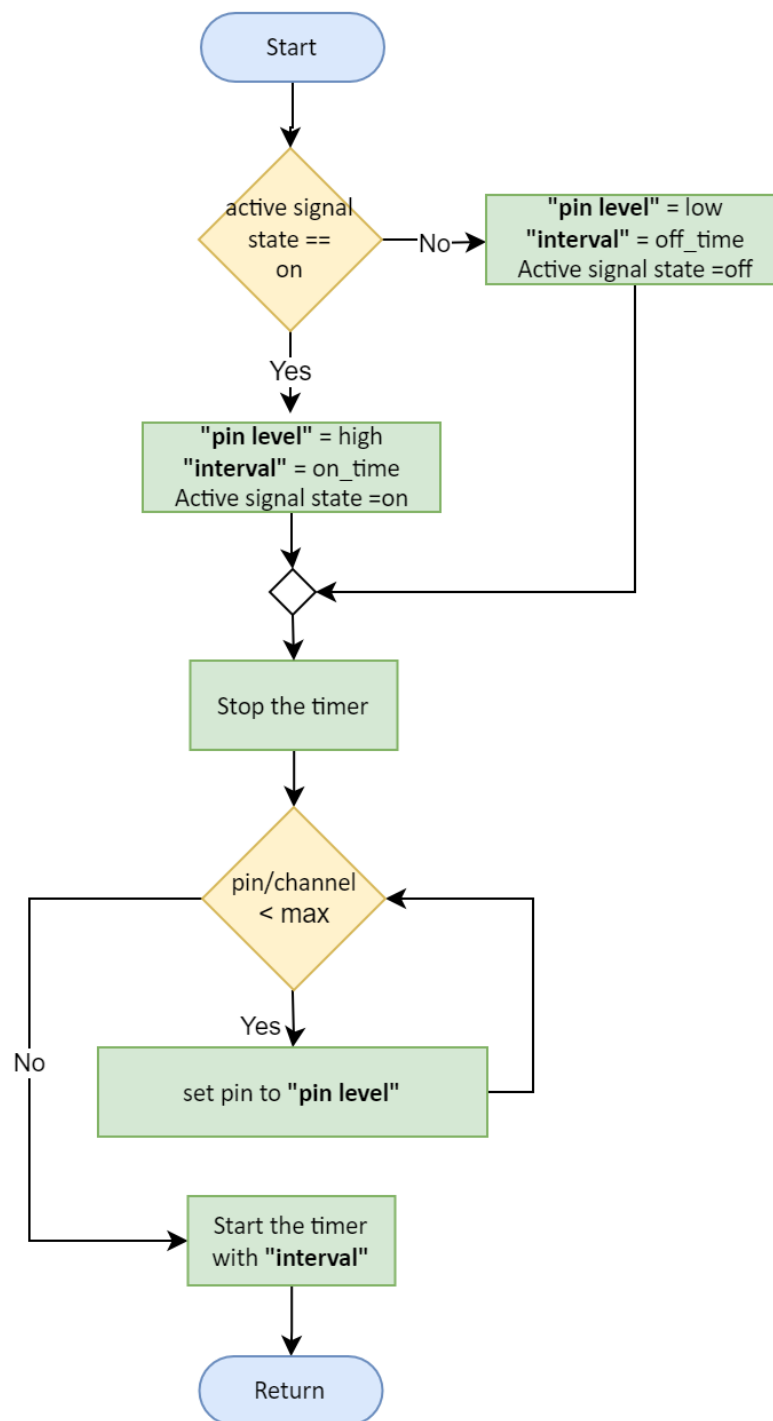 Start
active signal
state ==
on
No
"pin level" = low
"interval" = off_time
Active signal state =off
Yes
"pin level" = high
"interval" = on_time
Active signal state =on
Stop the timer
pin/channel
< max
Yes
No
set pin to "pin level"
Start the timer
with "interval"
Return